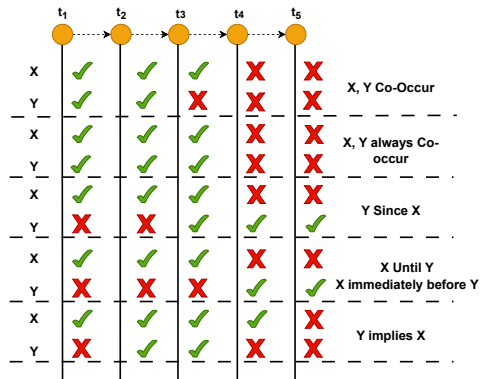 t1 t2 t3 t4 t5
X
Y
X, Y Co-Occur
X
Y
X, Y always Co-
occur
X
Y
Y Since X
X
Y
X Until Y
X immediately before Y
X
Y
Y implies X